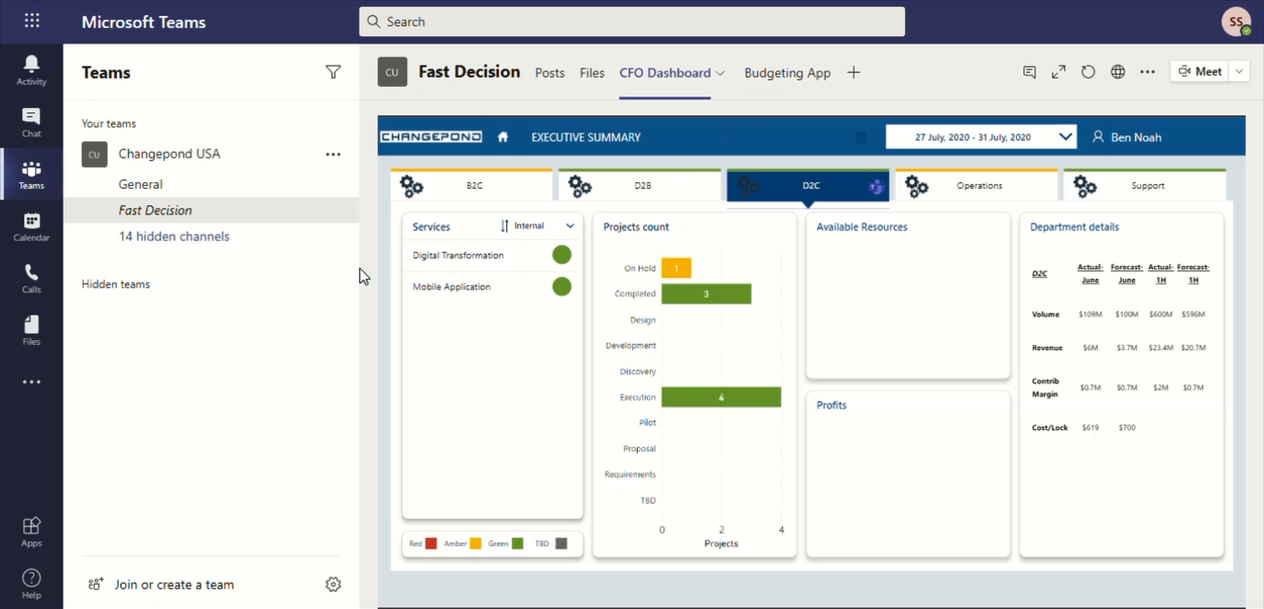 Microsoft Teams
Search
SS
Activity
Chat
Teams
Calendar
Calls
Files
Apps
Help
Teams
Your teams
CU Changepond USA
General
Fast Decision
14 hidden channels
Hidden teams
Join or create a team
CU Fast Decision Posts Files CFO Dashboard Budgeting App
Meet
CHANGEPOND EXECUTIVE SUMMARY 27 July, 2020 - 31 July, 2020 Ben Noah
B2C D2B D2C Operations Support
Services Internal
Digital Transformation
Mobile Application
Red Amber Green TBD
Projects count
On Hold 1
Completed 3
Design
Development
Discovery
Execution 4
Pilot
Proposal
Requirements
TBD
0 2 4
Projects
Available Resources
Profits
Department details
D2C Actual-June Forecast-June Actual-1H Forecast-1H
Volume $109M $100M $600M $596M
Revenue $6M $3.7M $23.4M $20.7M
Contrib Margin $0.7M $0.7M $2M $0.7M
Cost/Lock $619 $700